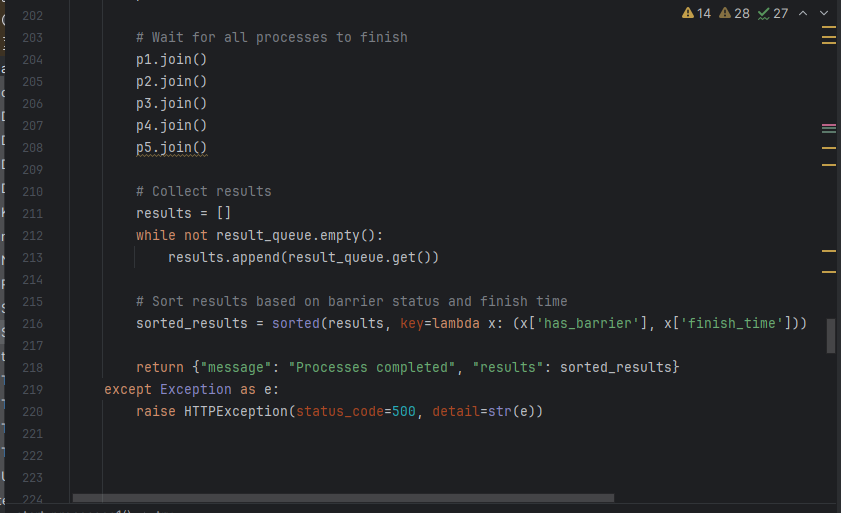 14 28 27
202
203 # Wait for all processes to finish
204 p1.join()
205 p2.join()
206 p3.join()
207 p4.join()
208 p5.join()
209
210 # Collect results
211 results = []
212 while not result_queue.empty():
213 results.append(result_queue.get())
214
215 # Sort results based on barrier status and finish time
216 sorted_results = sorted(results, key=lambda x: (x['has_barrier'], x['finish_time']))
217
218 return {"message": "Processes completed", "results": sorted_results}
219 except Exception as e:
220 raise HTTPException(status_code=500, detail=str(e))
221
222
223
224